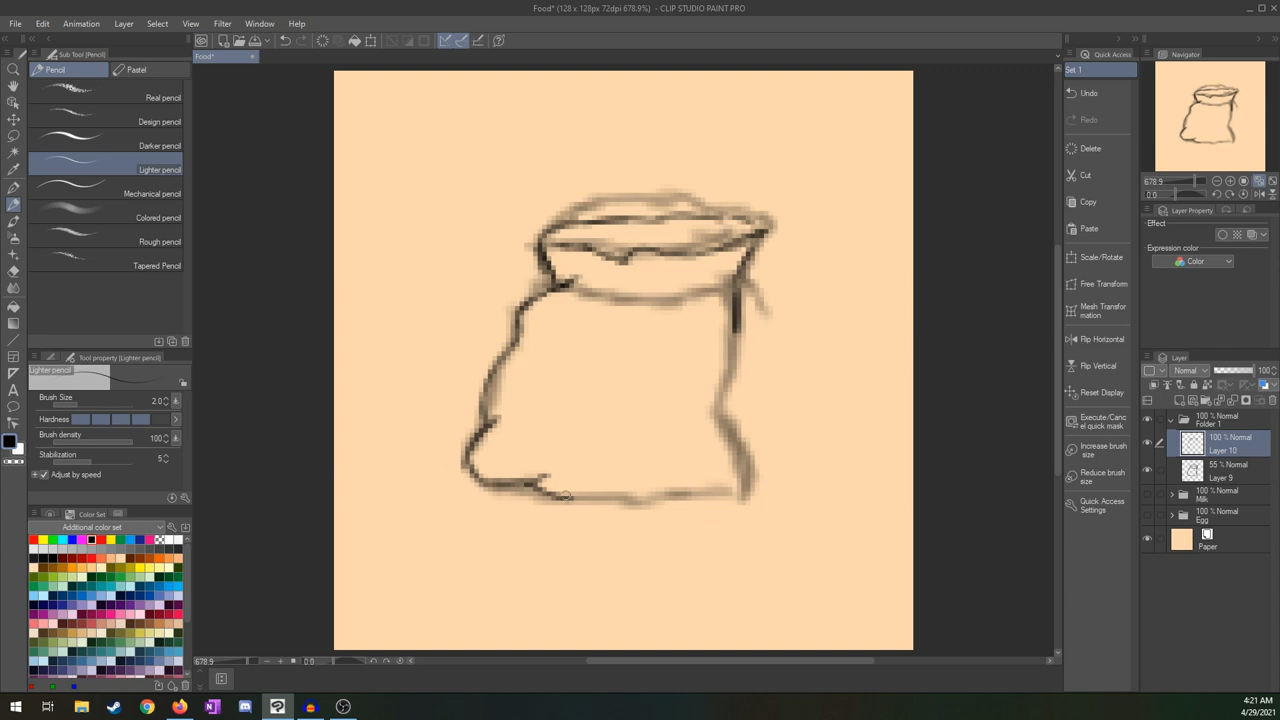 Food* (128 x 128px 72dpi 678.9%) - CLIP STUDIO PAINT PRO
File Edit Animation Layer Select View Filter Window Help
Sub Tool [Pencil]
Pencil Pastel
Real pencil
Design pencil
Darker pencil
Lighter pencil
Mechanical pencil
Colored pencil
Rough pencil
Tapered Pencil
Tool property [Lighter pencil]
Lighter pencil
Brush Size 2.0
Hardness
Brush density 100
Stabilization 5
Adjust by speed
Color Set
Additional color set
Food*
678.9 0.0
Quick Access
Set 1
Undo
Redo
Delete
Cut
Copy
Paste
Scale/Rotate
Free Transform
Mesh Transfor
mation
Flip Horizontal
Flip Vertical
Reset Display
Execute/Canc
el quick mask
Increase brush
size
Reduce brush
size
Quick Access
Settings
Navigator
678.9
0.0
Layer Property
Effect
Expression color
Color
Layer
Normal 100
100 % Normal
Folder 1
100 % Normal
Layer 10
55 % Normal
Layer 9
100 % Normal
Milk
100 % Normal
Egg
Paper
4:21 AM
4/29/2021